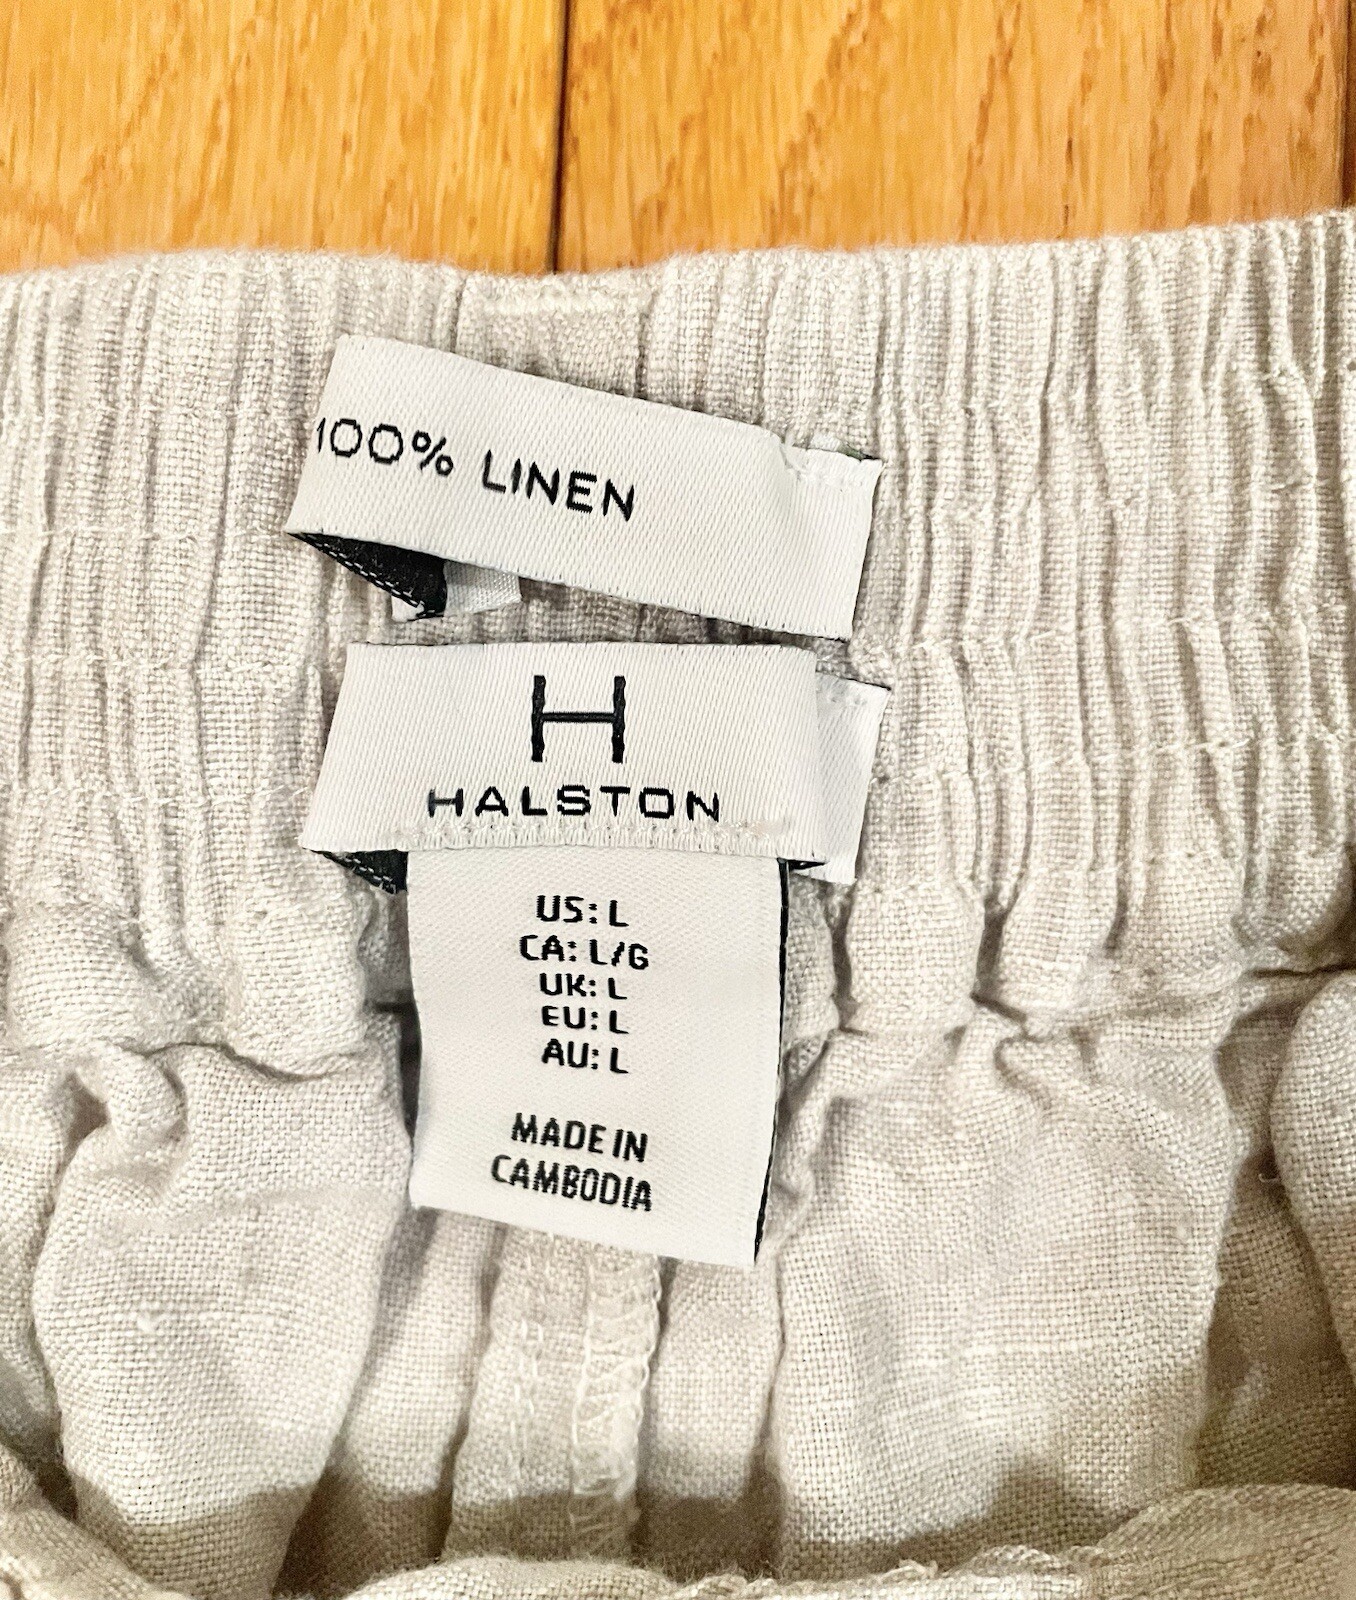 100% LINEN
H
HALSTON
US: L
CA: L/G
UK: L
EU: L
AU: L
MADE IN
CAMBODIA